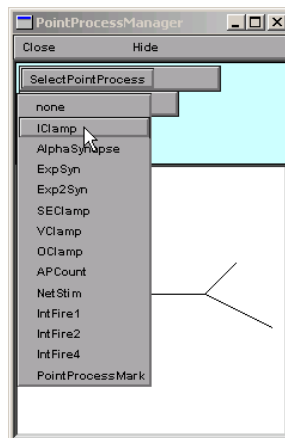 PointProcessManager
Close Hide
SelectPointProcess
none
IClamp
AlphaSynapse
ExpSyn
Exp2Syn
SEClamp
VClamp
OClamp
APCount
NetStim
IntFire1
IntFire2
IntFire4
PointProcessMark